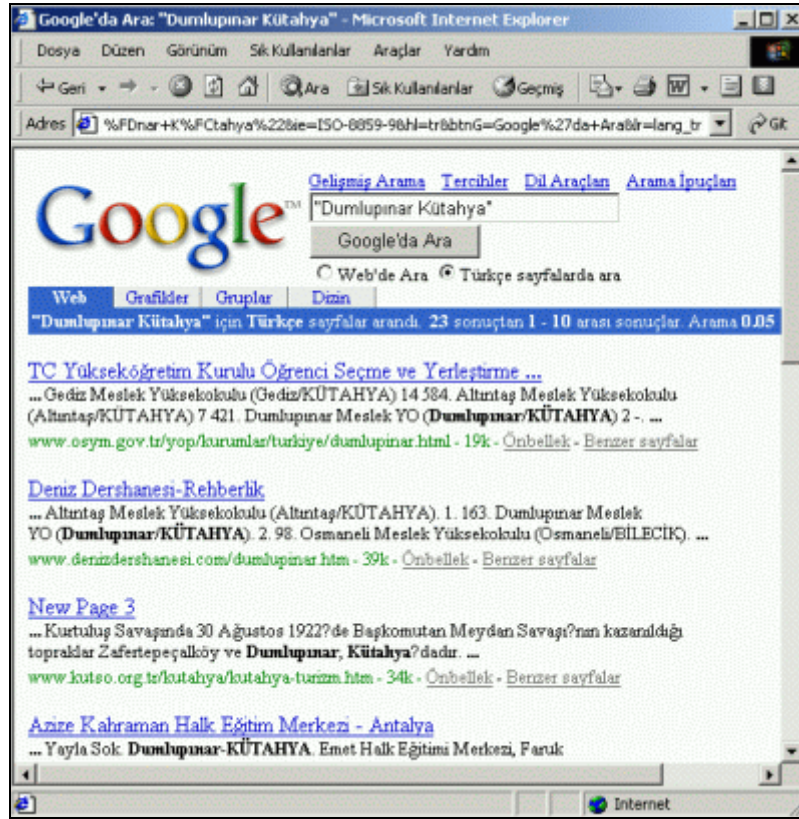 Google'da Ara: "Dumlupınar Kütahya" - Microsoft Internet Explorer
Dosya Düzen Görünüm Sık Kullanılanlar Araçlar Yardım
Geri Ara Sık Kullanılanlar Geçmiş
Adres %FDnar+K%FCtahya%22&ie=ISO-8859-9&hl=tr&btnG=Google%27da+Ara&lr=lang_tr Git
Gelişmiş Arama Tercihler Dil Araçları Arama İpuçları
Google™ "Dumlupınar Kütahya"
Google'da Ara
Web'de Ara Türkçe sayfalarda ara
Web Grafikler Gruplar Dizin
"Dumlupınar Kütahya" için Türkçe sayfalar arandı. 23 sonuçtan 1 - 10 arası sonuçlar. Arama 0.05
TC Yükseköğretim Kurulu Öğrenci Seçme ve Yerleştirme ...
... Gediz Meslek Yüksekokulu (Gediz/KÜTAHYA) 14 584. Altıntaş Meslek Yüksekokulu
(Altıntaş/KÜTAHYA) 7 421. Dumlupınar Meslek YO (Dumlupınar/KÜTAHYA) 2 -. ...
www.osym.gov.tr/yop/kurumlar/turkiye/dumlupinar.html - 19k - Önbellek - Benzer sayfalar
Deniz Dershanesi-Rehberlik
... Altıntaş Meslek Yüksekokulu (Altıntaş/KÜTAHYA). 1. 163. Dumlupınar Meslek
YO (Dumlupınar/KÜTAHYA). 2. 98. Osmaneli Meslek Yüksekokulu (Osmaneli/BİLECİK). ...
www.denizdershanesi.com/dumlupinar.htm - 39k - Önbellek - Benzer sayfalar
New Page 3
... Kurtuluş Savaşında 30 Ağustos 1922?de Başkomutan Meydan Savaşı?nın kazanıldığı
topraklar Zafertepeçalköy ve Dumlupınar, Kütahya?dadır. ...
www.kutso.org.tr/kutahya/kutahya-turizm.htm - 34k - Önbellek - Benzer sayfalar
Azize Kahraman Halk Eğitim Merkezi - Antalya
... Yayla Sok. Dumlupınar-KÜTAHYA. Emet Halk Eğitimi Merkezi, Faruk
Internet